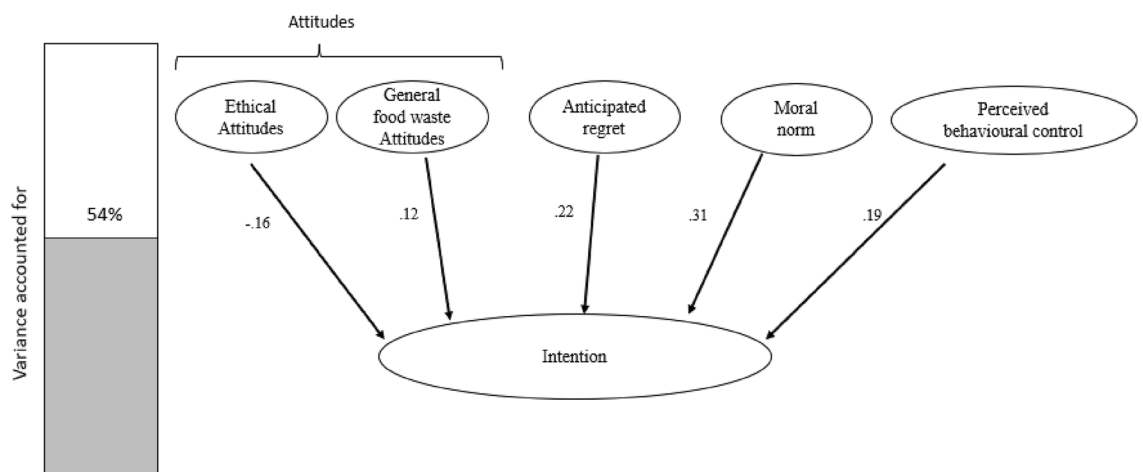 Attitudes
Ethical
Attitudes
General
food waste
Attitudes
Anticipated
regret
Moral
norm
Perceived
behavioural control
Variance accounted for
54%
-.16
.12
.22
.31
.19
Intention